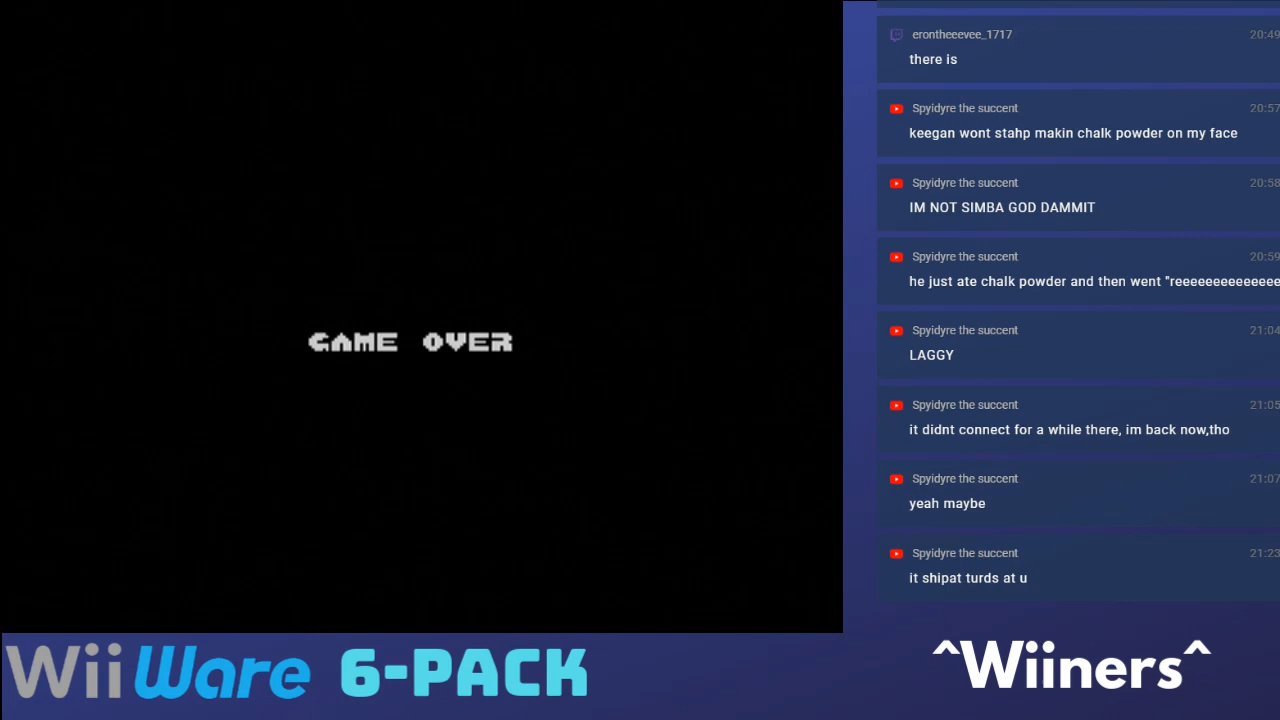 GAME OVER
erontheeevee_1717 20:49
there is
Spyidyre the succent 20:57
keegan wont stahp makin chalk powder on my face
Spyidyre the succent 20:58
IM NOT SIMBA GOD DAMMIT
Spyidyre the succent 20:59
he just ate chalk powder and then went "reeeeeeeeeeeeee
Spyidyre the succent 21:04
LAGGY
Spyidyre the succent 21:05
it didnt connect for a while there, im back now,tho
Spyidyre the succent 21:07
yeah maybe
Spyidyre the succent 21:23
it shipat turds at u
WiiWare 6-PACK
^Wiiners^